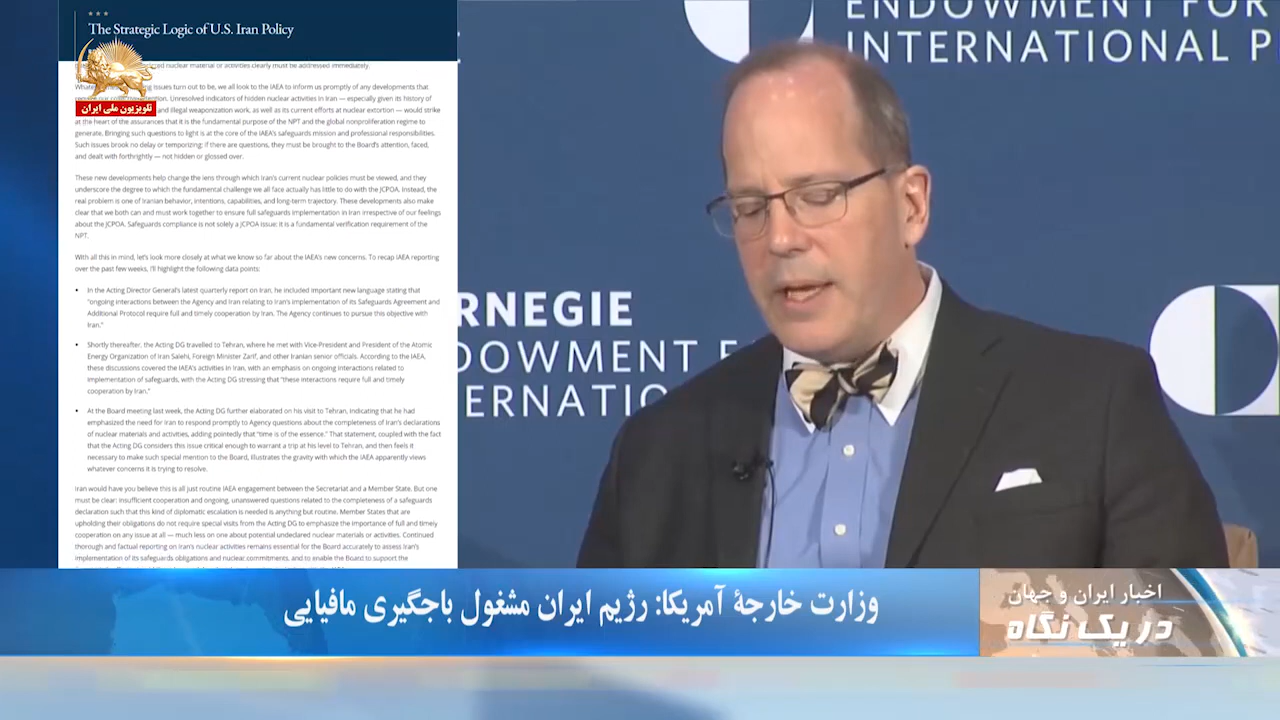 The Strategic Logic of U.S. Iran Policy
تلویزیون ملی ایران
nuclear material or activities clearly must be addressed immediately.
issues turn out to be, we all look to the IAEA to inform us promptly of any developments that
Unresolved indicators of hidden nuclear activities in Iran — especially given its history of
and illegal weaponization work, as well as its current efforts at nuclear extortion — would strike
at the heart of the assurances that it is the fundamental purpose of the NPT and the global nonproliferation regime to
generate. Bringing such questions to light is at the core of the IAEA's safeguards mission and professional responsibilities.
Such issues brook no delay or temporizing; if there are questions, they must be brought to the Board's attention, faced,
and dealt with forthrightly — not hidden or glossed over.
These new developments help change the lens through which Iran's current nuclear policies must be viewed, and they
underscore the degree to which the fundamental challenge we all face actually has little to do with the JCPOA. Instead, the
real problem is one of Iranian behavior, intentions, capabilities, and long-term trajectory. These developments also make
clear that we both can and must work together to ensure full safeguards implementation in Iran irrespective of our feelings
about the JCPOA. Safeguards compliance is not solely a JCPOA issue; it is a fundamental verification requirement of the
NPT.
With all this in mind, let's look more closely at what we know so far about the IAEA's new concerns. To recap IAEA reporting
over the past few weeks, I'll highlight the following data points:
• In the Acting Director General's latest quarterly report on Iran, he included important new language stating that
"ongoing interactions between the Agency and Iran relating to Iran's implementation of its Safeguards Agreement and
Additional Protocol require full and timely cooperation by Iran. The Agency continues to pursue this objective with
Iran."
• Shortly thereafter, the Acting DG travelled to Tehran, where he met with Vice-President and President of the Atomic
Energy Organization of Iran Salehi, Foreign Minister Zarif, and other Iranian senior officials. According to the IAEA,
these discussions covered the IAEA's activities in Iran, with an emphasis on ongoing interactions related to
implementation of safeguards, with the Acting DG stressing that "these interactions require full and timely
cooperation by Iran."
• At the Board meeting last week, the Acting DG further elaborated on his visit to Tehran, indicating that he had
emphasized the need for Iran to respond promptly to Agency questions about the completeness of Iran's declarations
of nuclear materials and activities, adding pointedly that "time is of the essence." That statement, coupled with the fact
that the Acting DG considers this issue critical enough to warrant a trip at his level to Tehran, and then feels it
necessary to make such special mention to the Board, illustrates the gravity with which the IAEA apparently views
whatever concerns it is trying to resolve.
Iran would have you believe this is all just routine IAEA engagement between the Secretariat and a Member State. But one
must be clear: insufficient cooperation and ongoing, unanswered questions related to the completeness of a safeguards
declaration such that this kind of diplomatic escalation is needed is anything but routine. Member States that are
upholding their obligations do not require special visits from the Acting DG to emphasize the importance of full and timely
cooperation on any issue at all — much less on one about potential undeclared nuclear materials or activities. Continued
thorough and factual reporting on Iran's nuclear activities remains essential for the Board accurately to assess Iran's
implementation of its safeguards obligations and nuclear commitments, and to enable the Board to support the
ENDOWMENT FOR
INTERNATIONAL P
RNEGIE
DOWMENT F
ERNATIO
وزارت خارجهٔ آمریکا: رژیم ایران مشغول باجگیری مافیایی
اخبار ایران و جهان
در یک نگاه